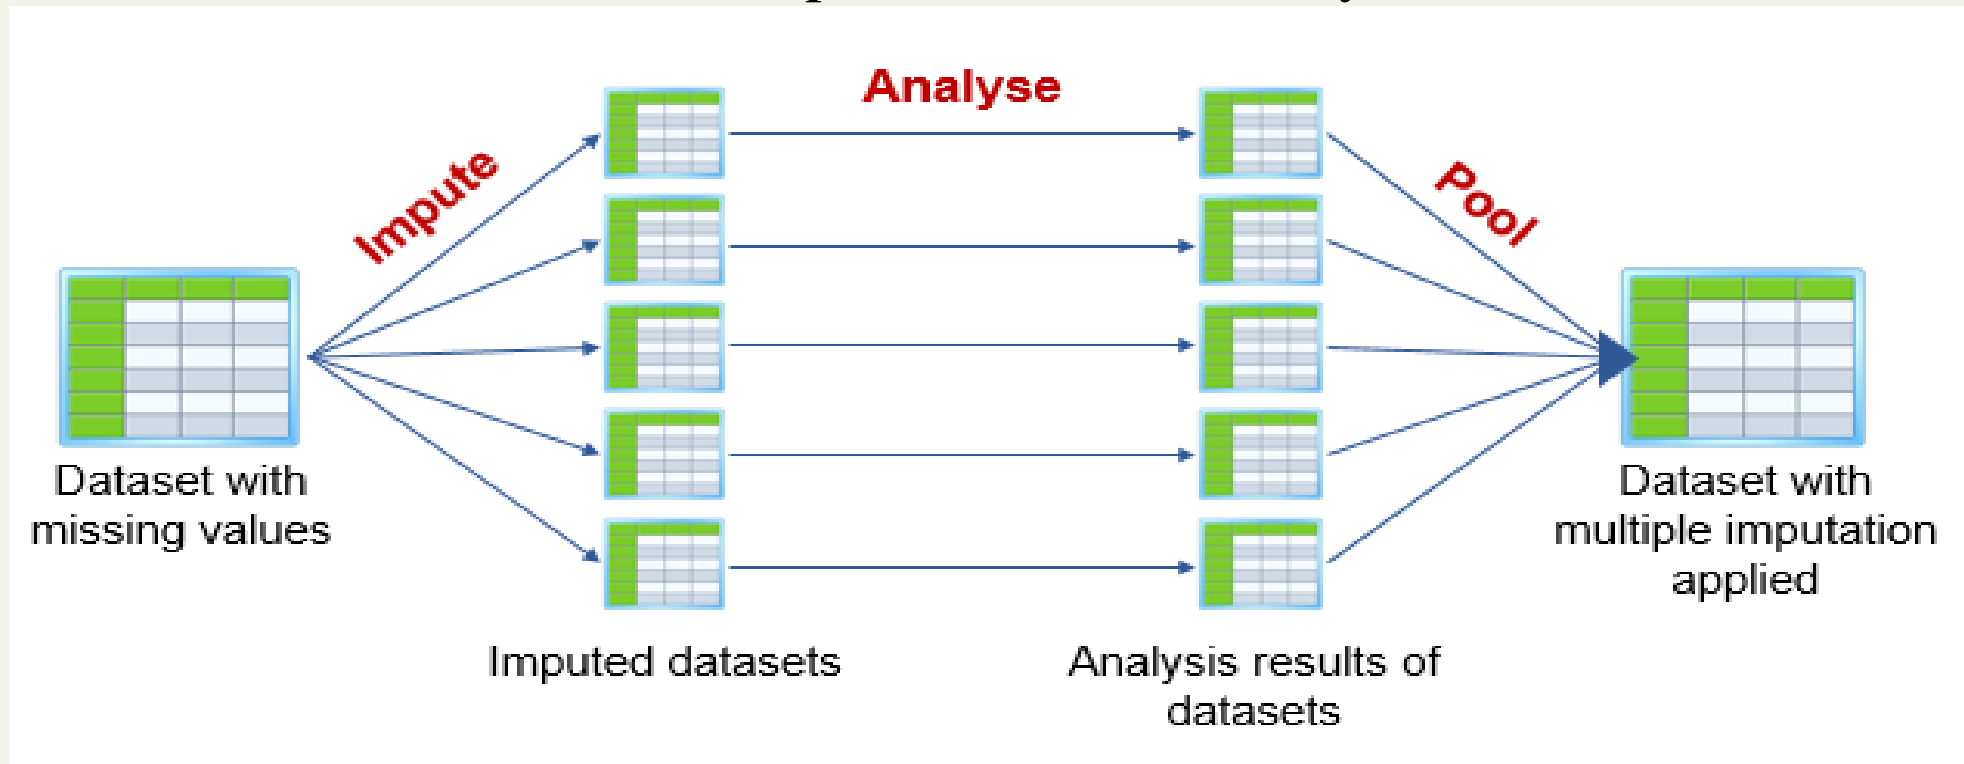 Analyse
Impute
Pool
Dataset with
missing values
Dataset with
multiple imputation
applied
Imputed datasets
Analysis results of
datasets